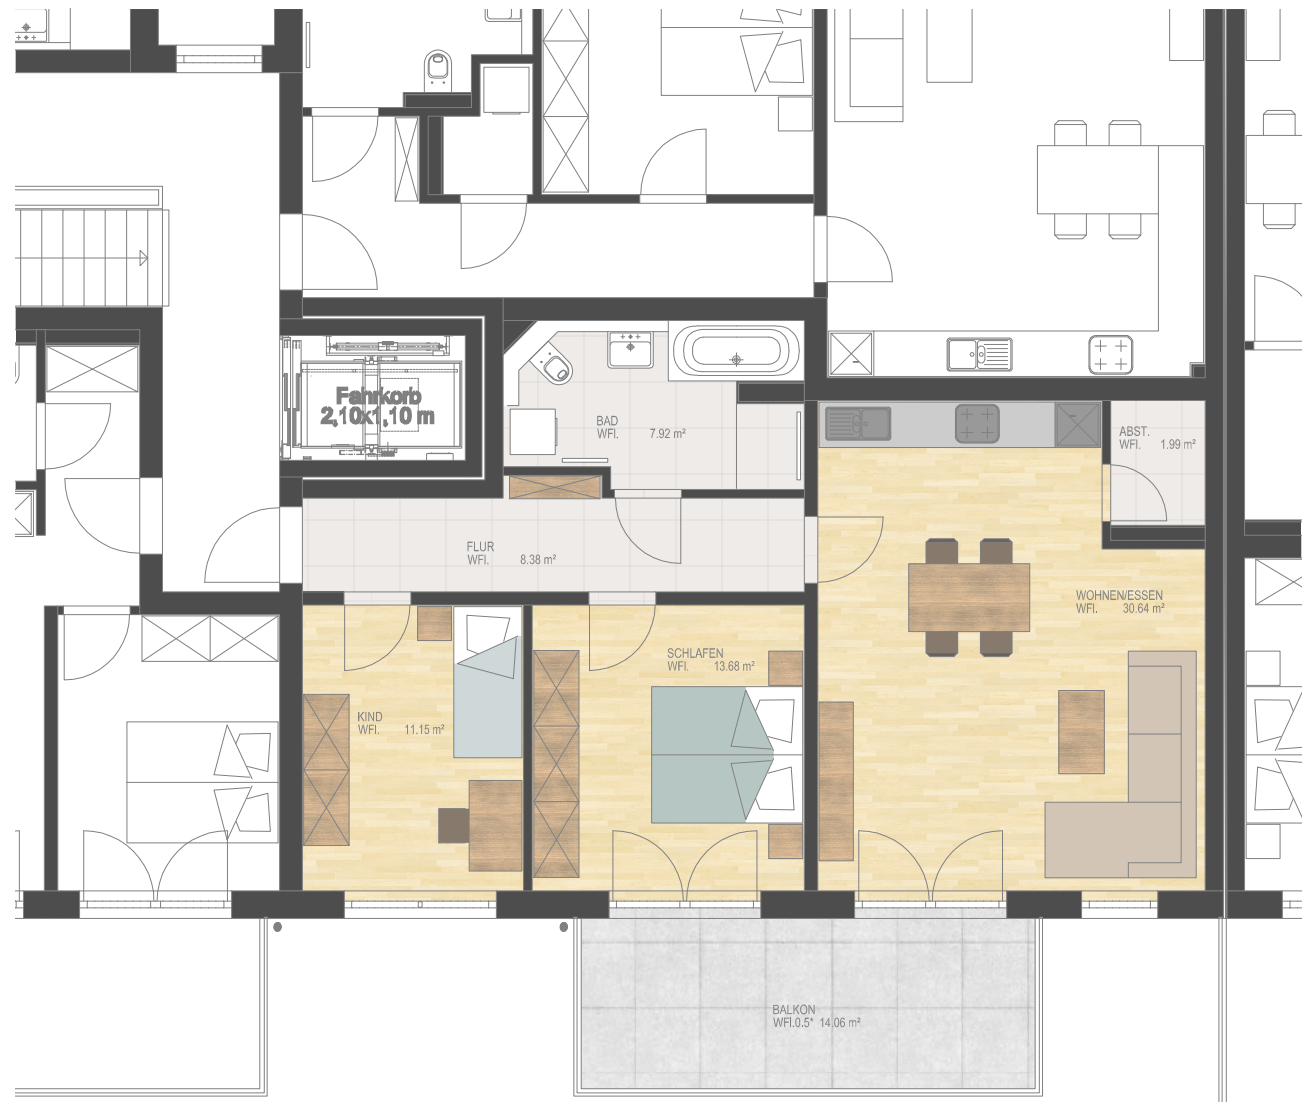 Fahrkorb
2,10x1,10 m
BAD
WFl. 7.92 m²
ABST.
WFl. 1.99 m²
FLUR
WFl. 8.38 m²
WOHNEN/ESSEN
WFl. 30.64 m²
SCHLAFEN
WFl. 13.68 m²
KIND
WFl. 11.15 m²
BALKON
WFl.0.5* 14.06 m²